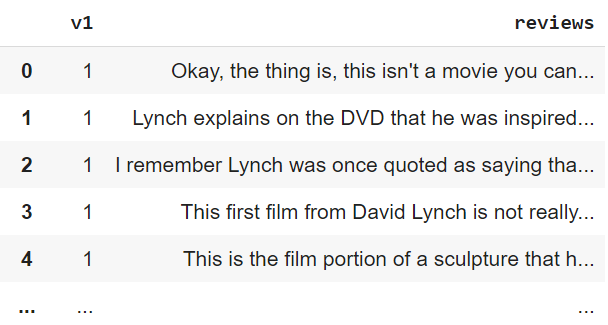 v1 reviews
0 1 Okay, the thing is, this isn't a movie you can...
1 1 Lynch explains on the DVD that he was inspired...
2 1 I remember Lynch was once quoted as saying tha...
3 1 This first film from David Lynch is not really...
4 1 This is the film portion of a sculpture that h...
... ... ...